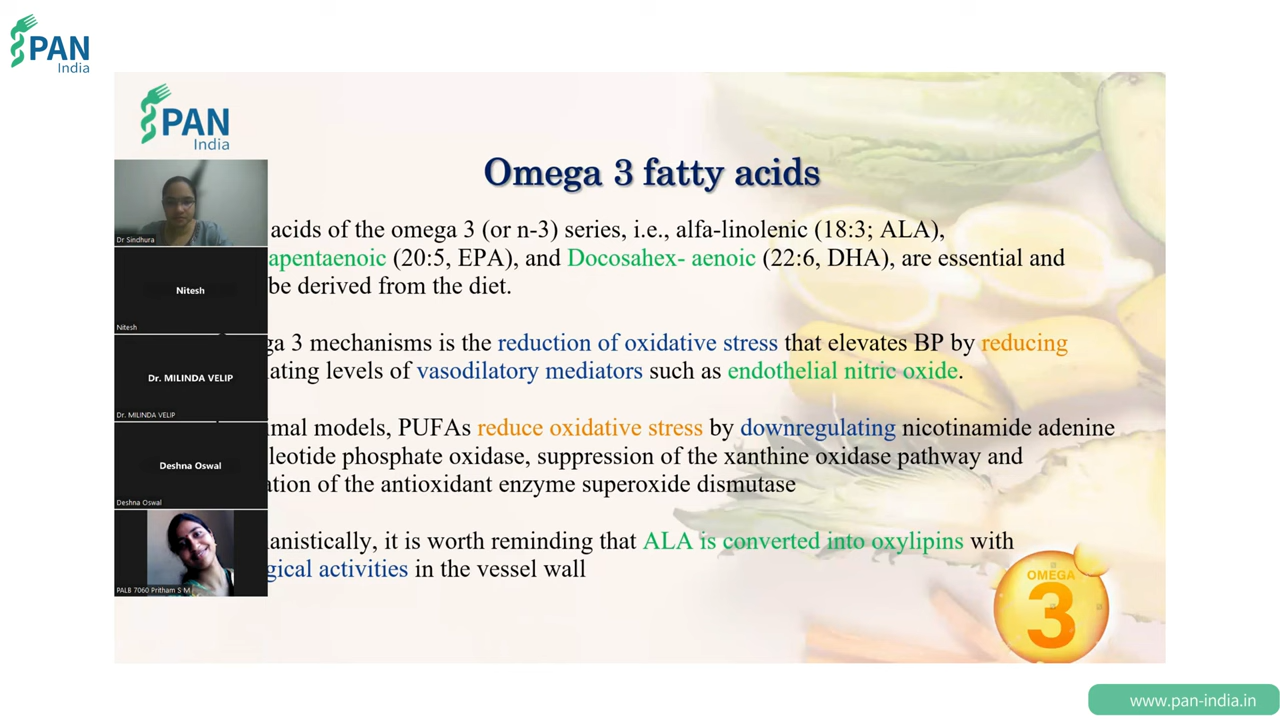 PAN
India
PAN
India
Omega 3 fatty acids
acids of the omega 3 (or n-3) series, i.e., alfa-linolenic (18:3; ALA),
apentaenoic (20:5, EPA), and Docosahex- aenoic (22:6, DHA), are essential and
be derived from the diet.
ga 3 mechanisms is the reduction of oxidative stress that elevates BP by reducing
ating levels of vasodilatory mediators such as endothelial nitric oxide.
mal models, PUFAs reduce oxidative stress by downregulating nicotinamide adenine
leotide phosphate oxidase, suppression of the xanthine oxidase pathway and
ation of the antioxidant enzyme superoxide dismutase
anistically, it is worth reminding that ALA is converted into oxylipins with
gical activities in the vessel wall
Dr Sindhura
Nitesh
Nitesh
Dr. MILINDA VELIP
Dr. MILINDA VELIP
Deshna Oswal
Deshna Oswal
PALB 7060 Pritham S M
OMEGA
3
www.pan-india.in